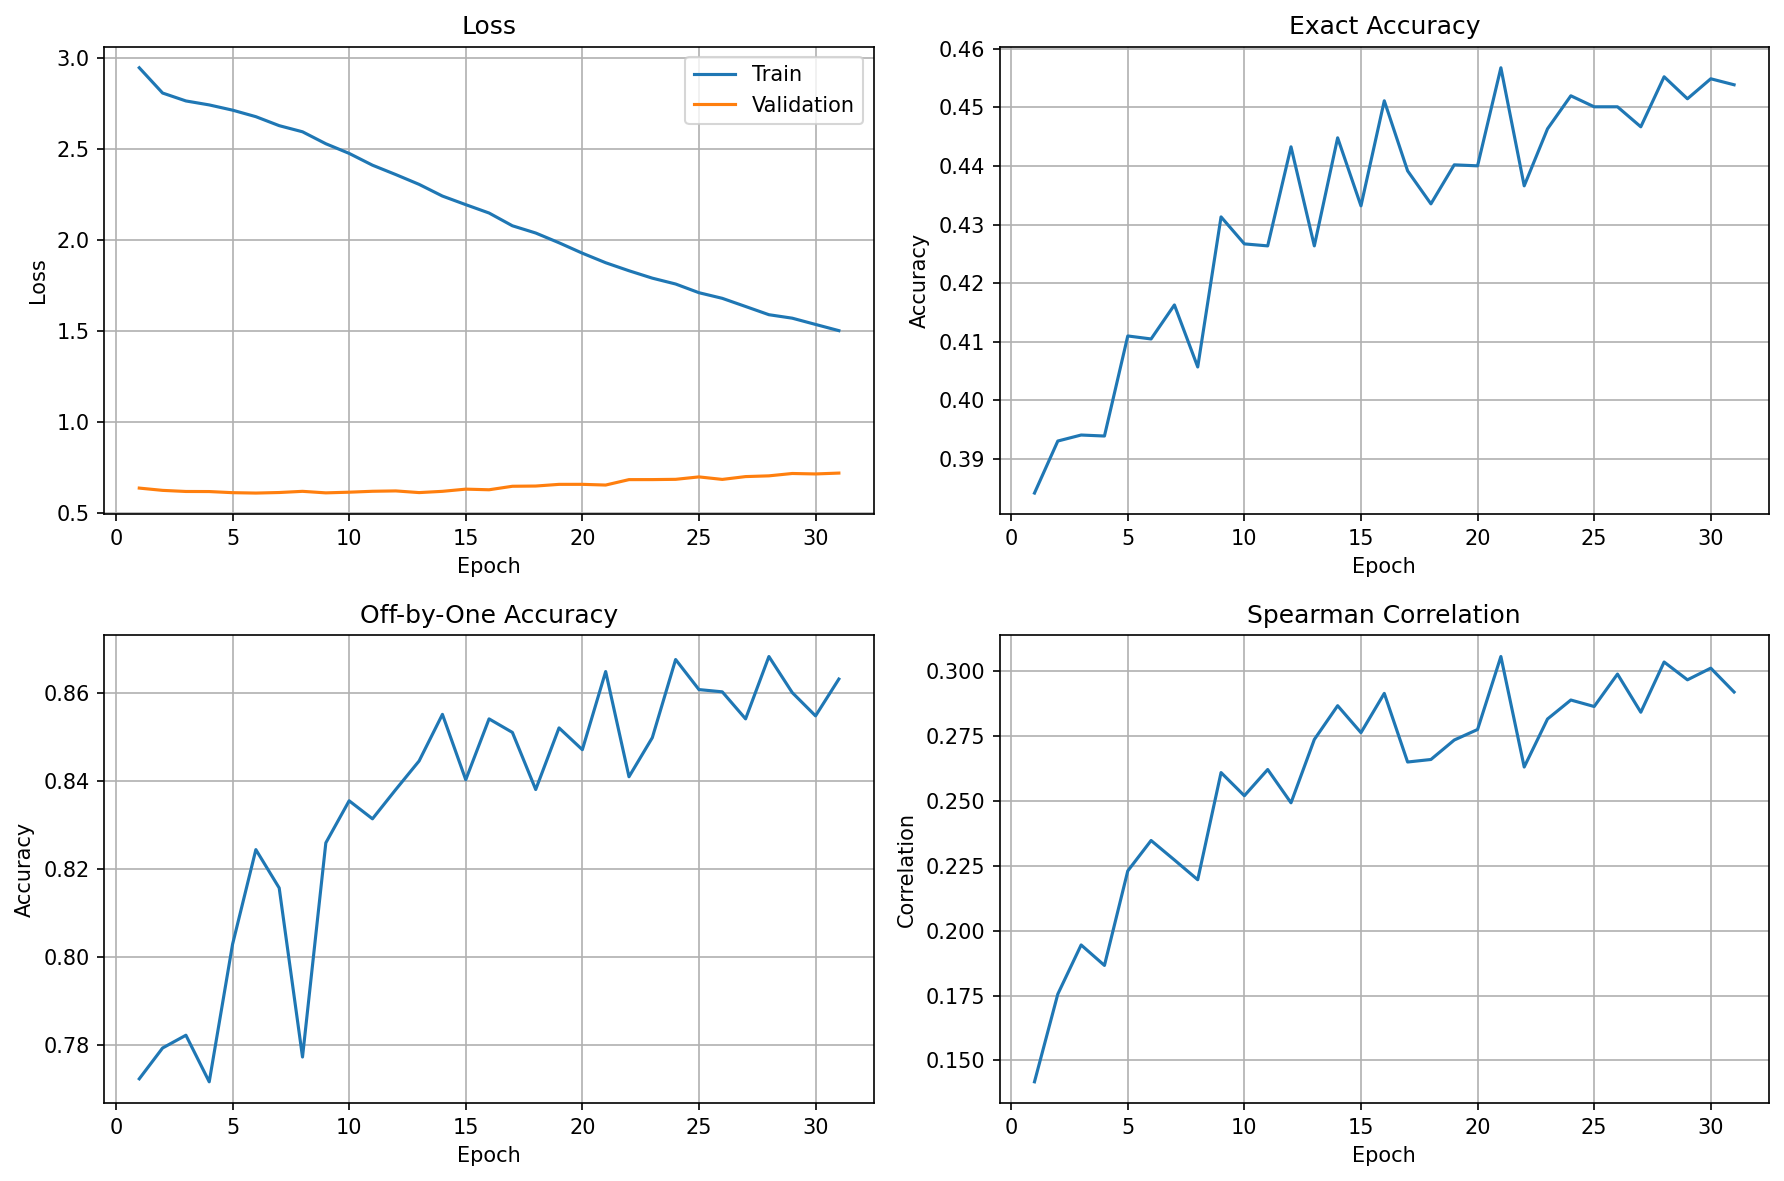 Loss
3.0
2.5
2.0
1.5
1.0
0.5
Loss
Train
Validation
0 5 10 15 20 25 30
Epoch
Exact Accuracy
0.46
0.45
0.44
0.43
0.42
0.41
0.40
0.39
Accuracy
0 5 10 15 20 25 30
Epoch
Off-by-One Accuracy
0.86
0.84
0.82
0.80
0.78
Accuracy
0 5 10 15 20 25 30
Epoch
Spearman Correlation
0.300
0.275
0.250
0.225
0.200
0.175
0.150
Correlation
0 5 10 15 20 25 30
Epoch